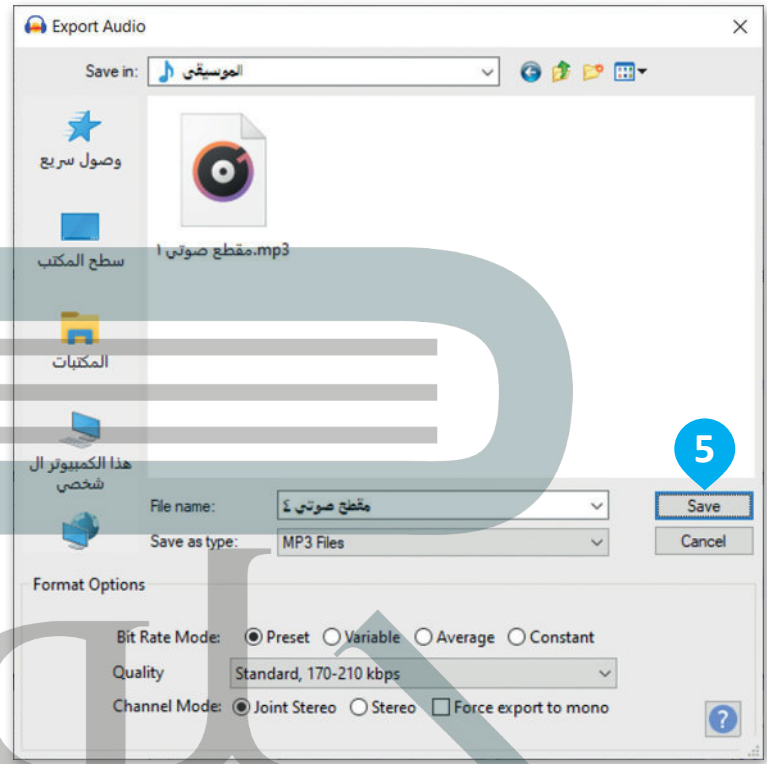 Export Audio
Save in: الموسيقى
وصول سريع
مقطع صوتي ١.mp3
سطح المكتب
المكتبات
هذا الكمبيوتر ال
شخصي
5
File name: مقطع صوتي ٤ Save
Save as type: MP3 Files Cancel
Format Options
Bit Rate Mode: Preset Variable Average Constant
Quality Standard, 170-210 kbps
Channel Mode: Joint Stereo Stereo Force export to mono
?